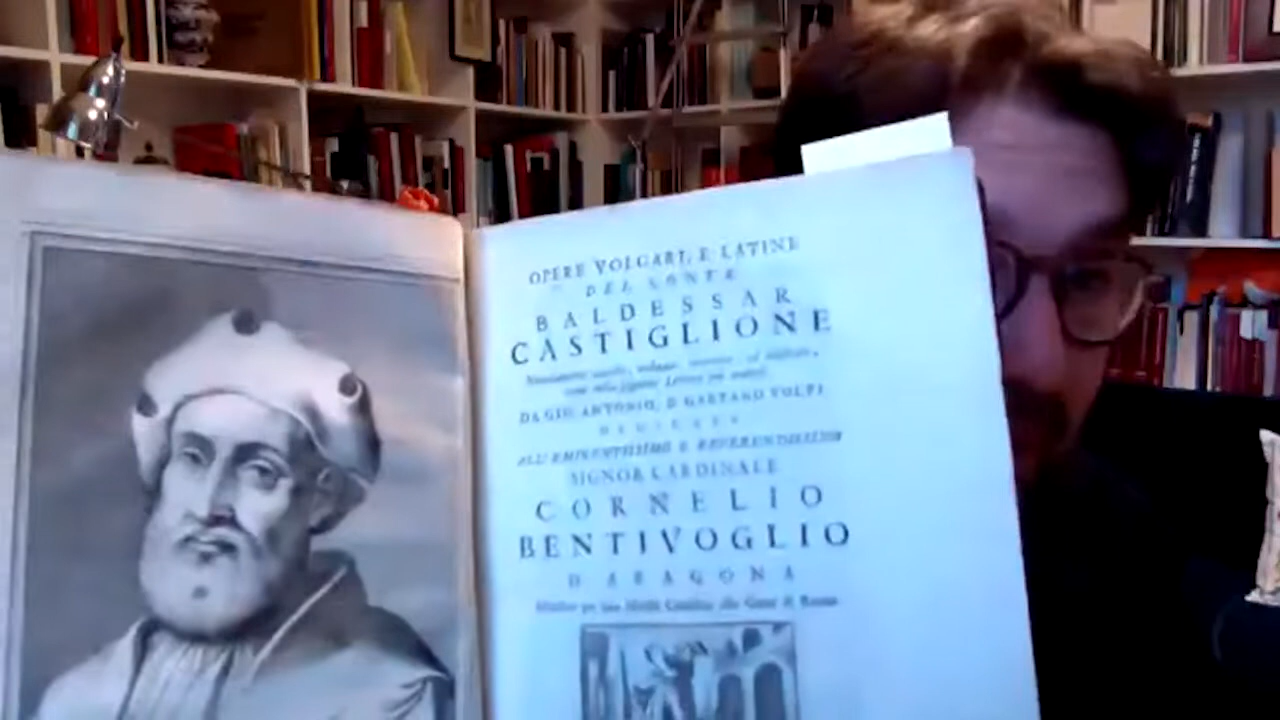 OPERE VOLGARI, E LATINE
DEL CONTE
BALDESSAR
CASTIGLIONE
DA GIO. ANTONIO, E GAETANO VOLPI
ALL' EMINENTISSIMO E REVERENDISSIMO
SIGNOR CARDINALE
CORNELIO
BENTIVOGLIO
D'ARAGONA